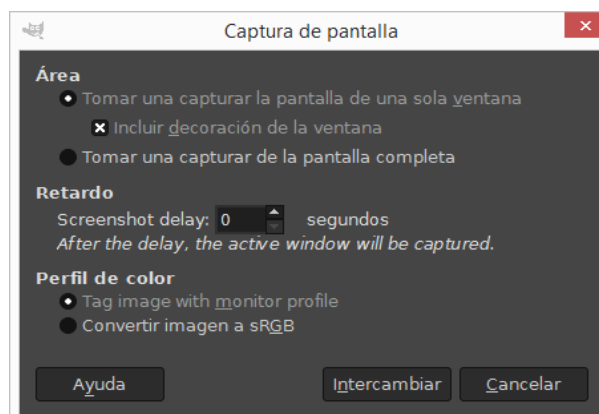 Captura de pantalla
Área
Tomar una capturar la pantalla de una sola ventana
Incluir decoración de la ventana
Tomar una capturar de la pantalla completa
Retardo
Screenshot delay: 0 segundos
After the delay, the active window will be captured.
Perfil de color
Tag image with monitor profile
Convertir imagen a sRGB
Ayuda Intercambiar Cancelar